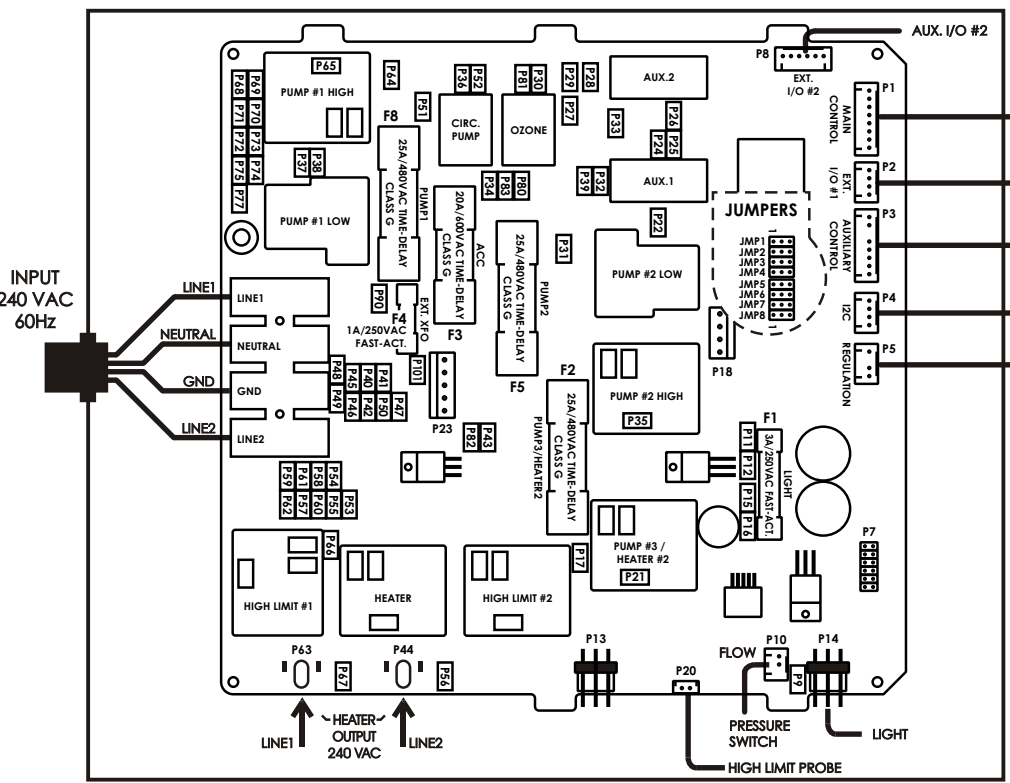 AUX. I/O #2
P8
EXT.
I/O #2
P65
P64
P68
P69
PUMP #1 HIGH
P71
P70
P72
P73
P75
P74
P77
P37
P38
PUMP #1 LOW
P51
F8
25A/480VAC TIME-DELAY
CLASS G
PUMP1
P36
P52
CIRC.
PUMP
P81
P30
OZONE
P29
P28
P27
AUX.2
P33
P26
P24
P25
P34
P83
P80
P39
P32
AUX.1
P22
P31
20A/600VAC TIME-DELAY
CLASS G
ACC
F3
25A/480VAC TIME-DELAY
CLASS G
PUMP2
F5
PUMP #2 LOW
JUMPERS
1
JMP1
JMP2
JMP3
JMP4
JMP5
JMP6
JMP7
JMP8
1
P18
P1
MAIN
CONTROL
P2
EXT.
I/O #1
P3
AUXILIARY
CONTROL
P4
I2C
P5
REGULATION
INPUT
240 VAC
60Hz
LINE1
NEUTRAL
GND
LINE2
LINE1
NEUTRAL
GND
LINE2
P90
F4
EXT. XFO
1A/250VAC
FAST-ACT.
P101
P23
P48
P49
P45
P40
P41
P46
P42
P50
P47
P82
P43
F2
25A/480VAC TIME-DELAY
CLASS G
PUMP3/HEATER2
PUMP #2 HIGH
P35
F1
3A/250VAC FAST-ACT.
LIGHT
P11
P12
P15
P16
P59
P61
P58
P54
P62
P57
P60
P55
P53
P66
HIGH LIMIT #1
HEATER
HIGH LIMIT #2
P17
PUMP #3 /
HEATER #2
P21
P7
P63
P67
P44
P56
P13
P20
FLOW
P10
P9
P14
HEATER
OUTPUT
240 VAC
LINE1
LINE2
PRESSURE
SWITCH
LIGHT
HIGH LIMIT PROBE